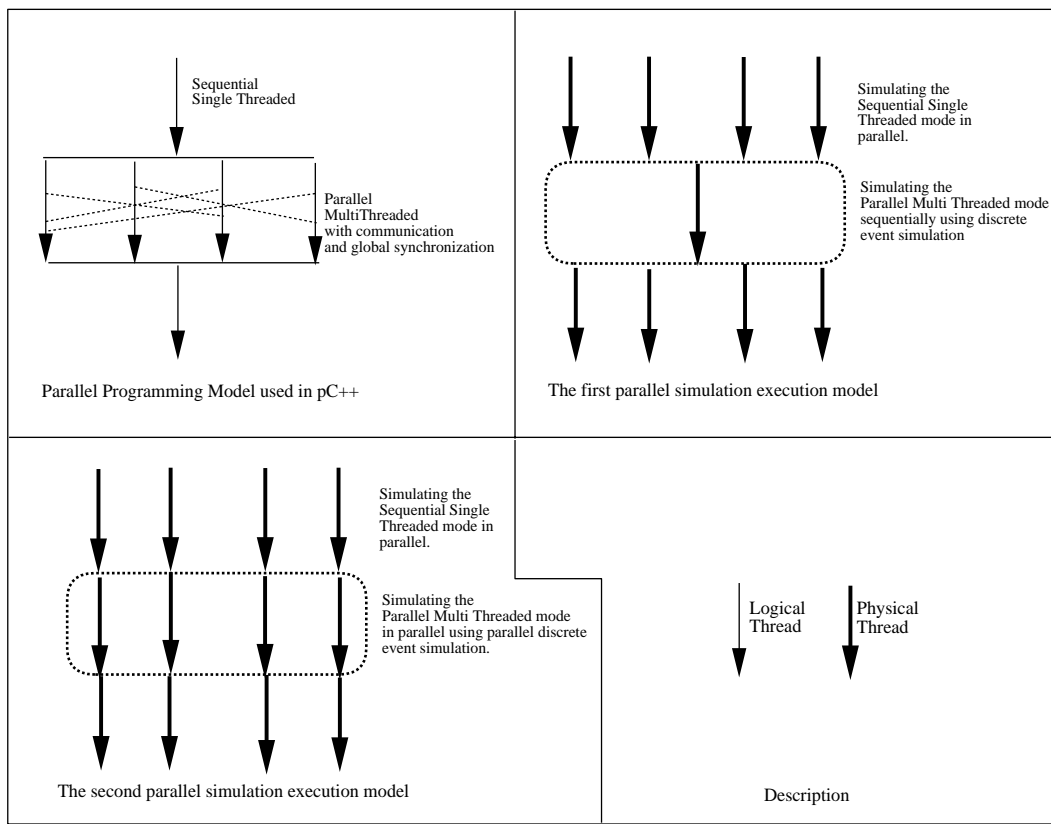 Sequential
Single Threaded
Parallel
MultiThreaded
with communication
and global synchronization
Parallel Programming Model used in pC++
Simulating the
Sequential Single
Threaded mode in
parallel.
Simulating the
Parallel Multi Threaded mode
sequentially using discrete
event simulation
The first parallel simulation execution model
Simulating the
Sequential Single
Threaded mode in
parallel.
Simulating the
Parallel Multi Threaded mode
in parallel using parallel discrete
event simulation.
The second parallel simulation execution model
Logical
Thread
Physical
Thread
Description